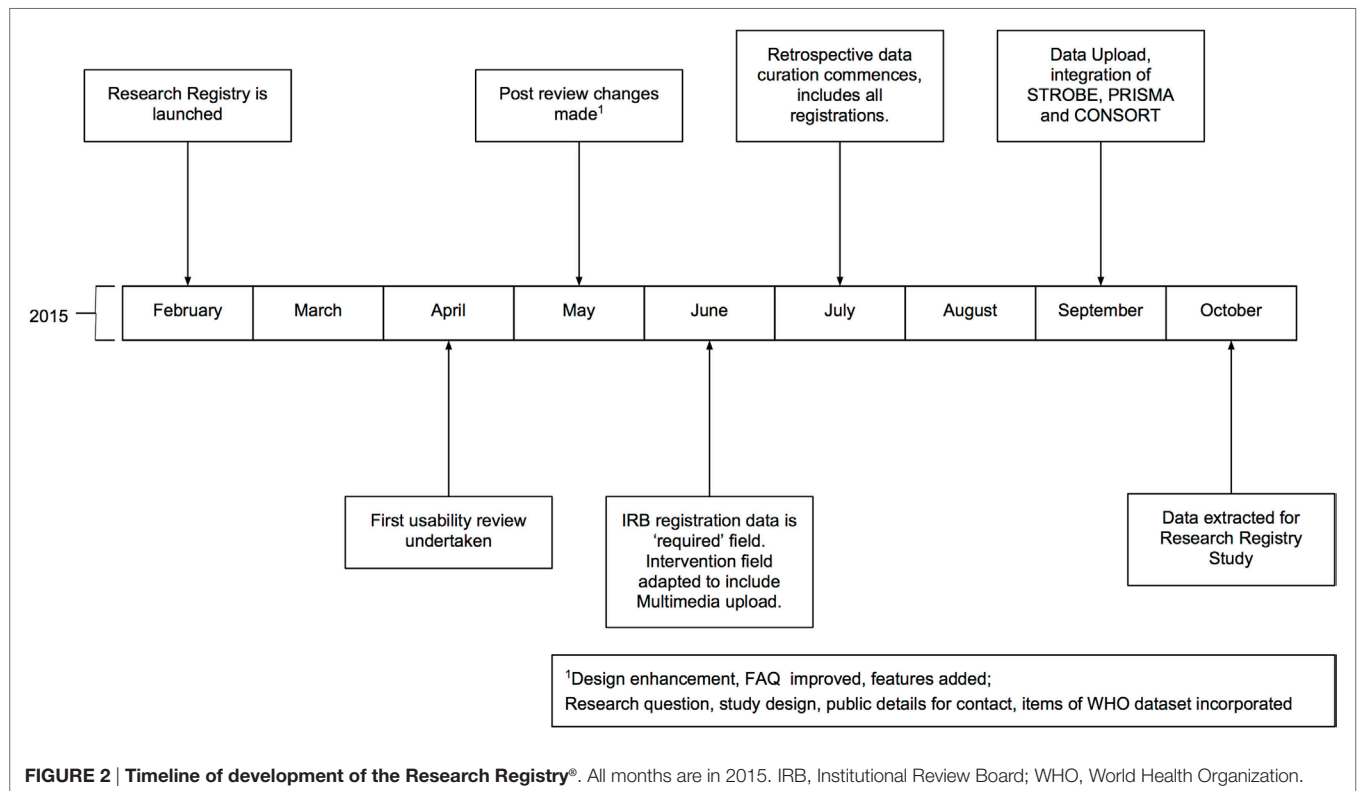 Research Registry is
launched
Post review changes
made¹
Retrospective data
curation commences,
includes all
registrations.
Data Upload,
integration of
STROBE, PRISMA
and CONSORT
2015
February
March
April
May
June
July
August
September
October
First usability review
undertaken
IRB registration data is
‘required’ field.
Intervention field
adapted to include
Multimedia upload.
Data extracted for
Research Registry
Study
¹Design enhancement, FAQ improved, features added;
Research question, study design, public details for contact, items of WHO dataset incorporated
FIGURE 2 | Timeline of development of the Research Registry®. All months are in 2015. IRB, Institutional Review Board; WHO, World Health Organization.